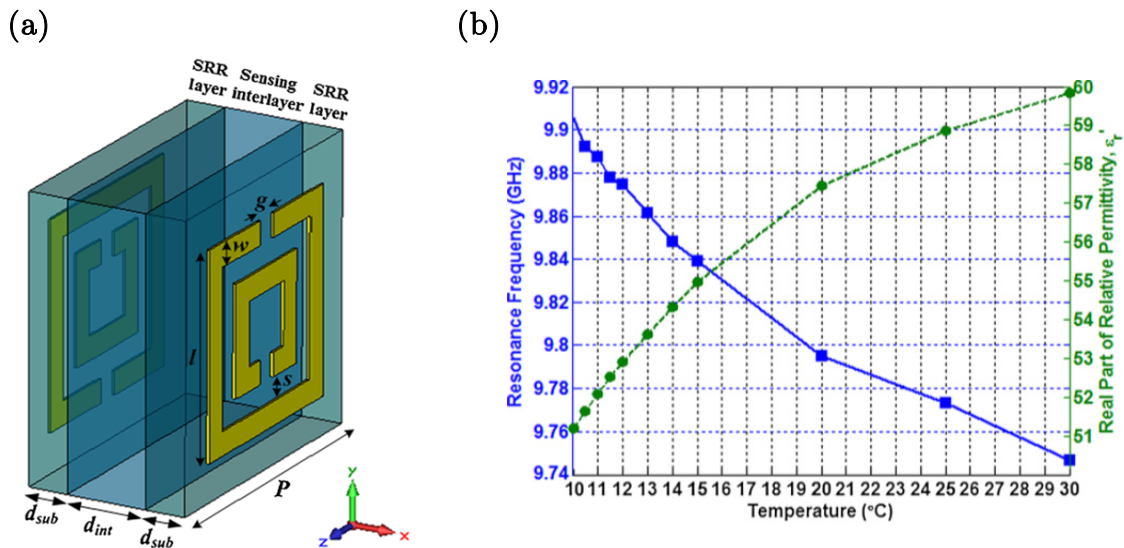 (a)
(b)
SRR Sensing SRR
layer interlayer layer
g
w
l
s
P
d_sub
d_int
d_sub
Y
X
Z
9.92
9.9
9.88
9.86
9.84
9.82
9.8
9.78
9.76
9.74
Resonance Frequency (GHz)
10 11 12 13 14 15 16 17 18 19 20 21 22 23 24 25 26 27 28 29 30
Temperature (°C)
60
59
58
57
56
55
54
53
52
51
Real Part of Relative Permittivity, εr'